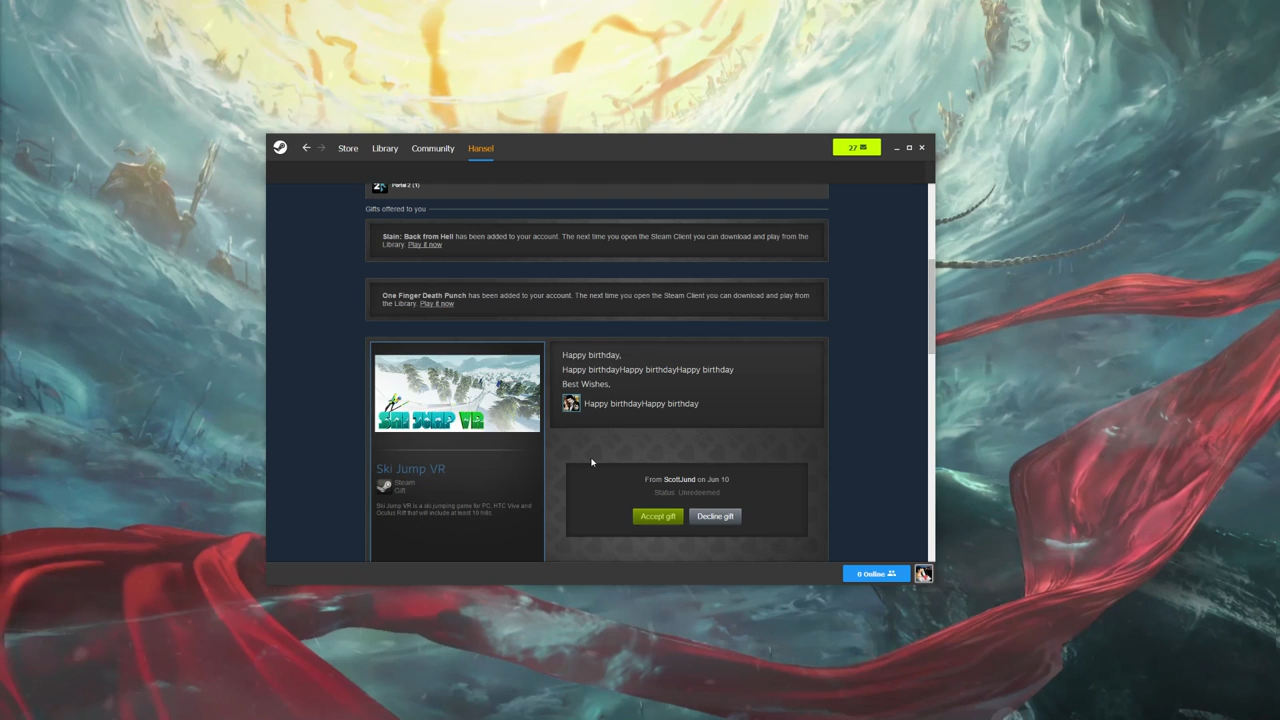 Store
Library
Community
Hansel
27
Portal 2 (1)
Gifts offered to you
Slain: Back from Hell has been added to your account. The next time you open the Steam Client you can download and play from the
Library. Play it now
One Finger Death Punch has been added to your account. The next time you open the Steam Client you can download and play from
the Library. Play it now
Happy birthday,
Happy birthdayHappy birthdayHappy birthday
Best Wishes,
Happy birthdayHappy birthday
SKI JUMP VR
Ski Jump VR
Steam
Gift
Ski Jump VR is a ski jumping game for PC, HTC Vive and
Oculus Rift that will include at least 10 hills.
From ScottJund on Jun 10
Status: Unredeemed
Accept gift
Decline gift
0 Online